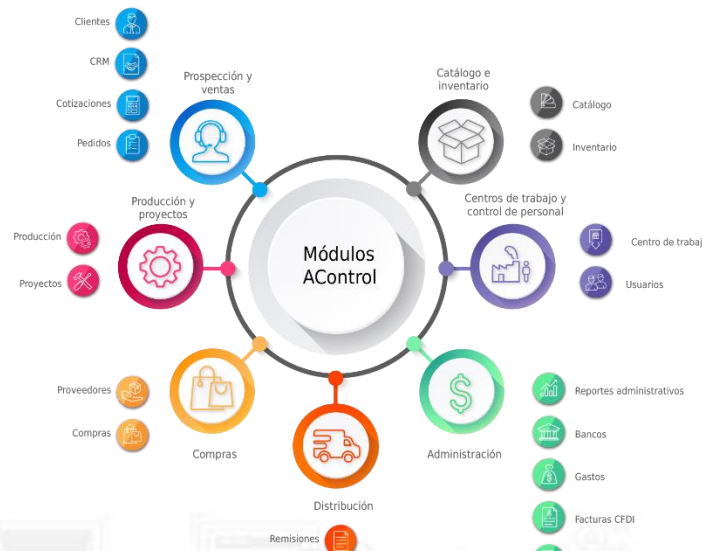 Clientes
CRM
Cotizaciones
Pedidos
Prospección y
ventas
Catálogo e
inventario
Catálogo
Inventario
Producción y
proyectos
Producción
Proyectos
Módulos
AControl
Centros de trabajo y
control de personal
Centro de trabaj
Usuarios
Proveedores
Compras
Compras
Distribución
Remisiones
Administración
Reportes administrativos
Bancos
Gastos
Facturas CFDI